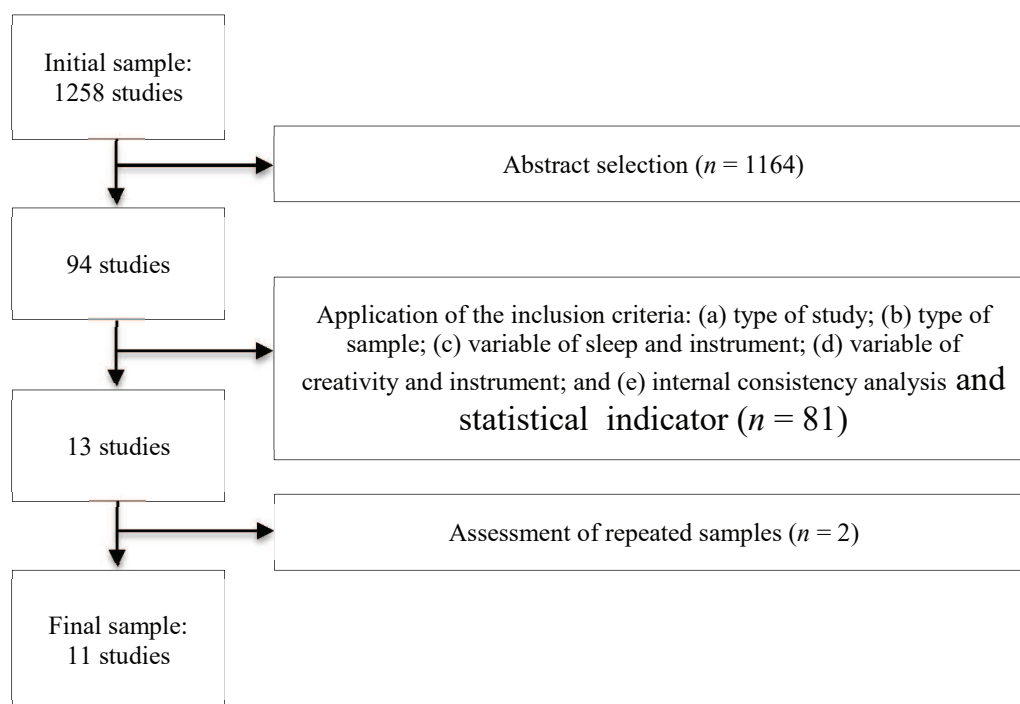 Initial sample:
1258 studies
Abstract selection (n = 1164)
94 studies
Application of the inclusion criteria: (a) type of study; (b) type of
sample; (c) variable of sleep and instrument; (d) variable of
creativity and instrument; and (e) internal consistency analysis and
statistical indicator (n = 81)
13 studies
Assessment of repeated samples (n = 2)
Final sample:
11 studies